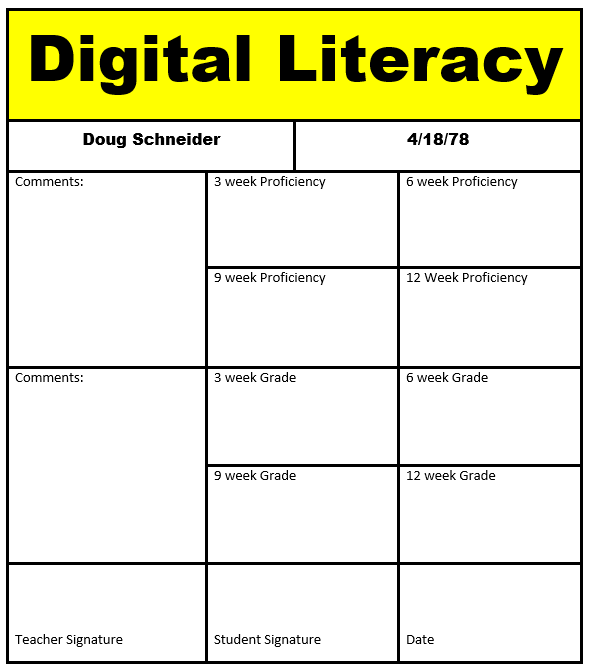 Digital Literacy
Doug Schneider
4/18/78
Comments:
3 week Proficiency
6 week Proficiency
9 week Proficiency
12 Week Proficiency
Comments:
3 week Grade
6 week Grade
9 week Grade
12 week Grade
Teacher Signature
Student Signature
Date